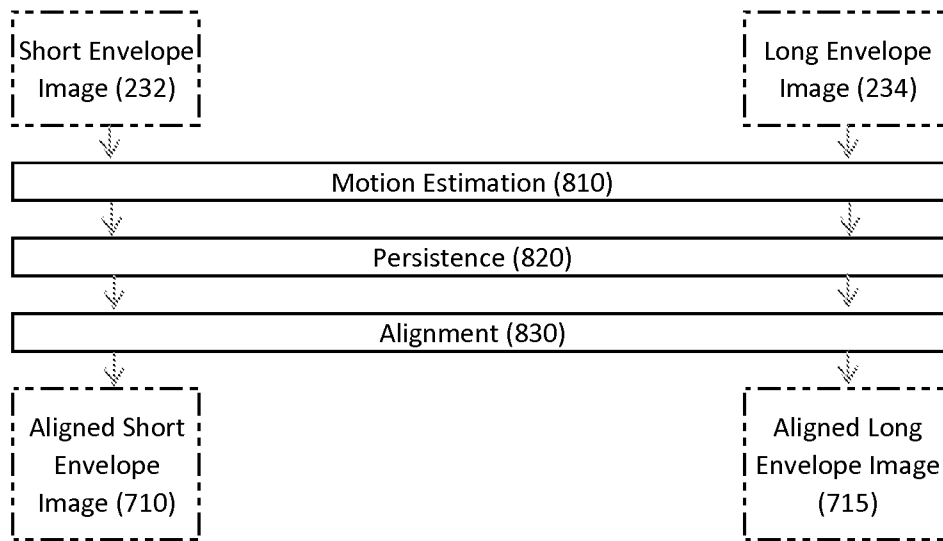 Short Envelope
Image (232)
Long Envelope
Image (234)
Motion Estimation (810)
Persistence (820)
Alignment (830)
Aligned Short
Envelope
Image (710)
Aligned Long
Envelope Image
(715)